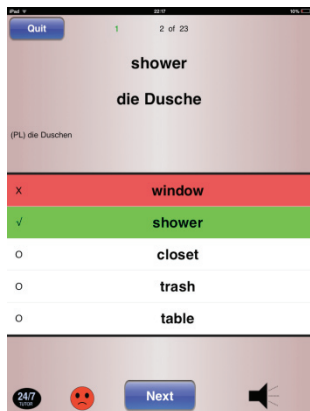 iPad 22:17 10%
Quit 1 2 of 23
shower
die Dusche
(PL) die Duschen
X window
√ shower
O closet
O trash
O table
24/7
TUTOR
Next